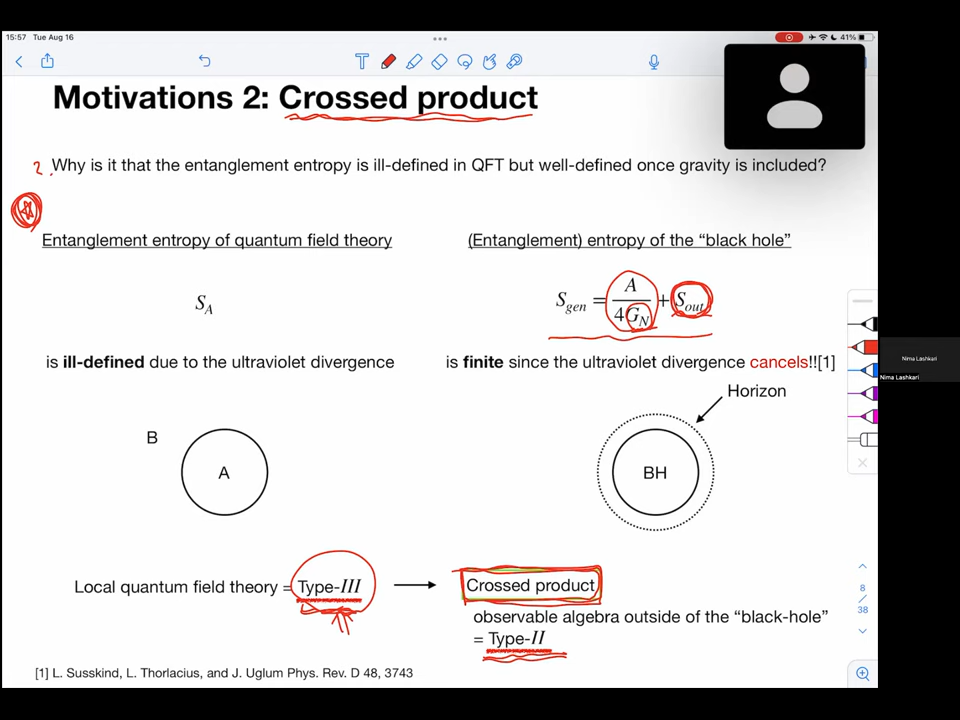 15:57 Tue Aug 16
41%
Motivations 2: Crossed product
2. Why is it that the entanglement entropy is ill-defined in QFT but well-defined once gravity is included?
Entanglement entropy of quantum field theory
(Entanglement) entropy of the “black hole”
S_A
S_gen = A / 4G_N + S_out
is ill-defined due to the ultraviolet divergence
is finite since the ultraviolet divergence cancels!![1]
Horizon
B
A
BH
Nima Lashkari
Nima Lashkari
Local quantum field theory = Type-III
Crossed product
observable algebra outside of the “black-hole”
= Type-II
8
/
38
[1] L. Susskind, L. Thorlacius, and J. Uglum Phys. Rev. D 48, 3743